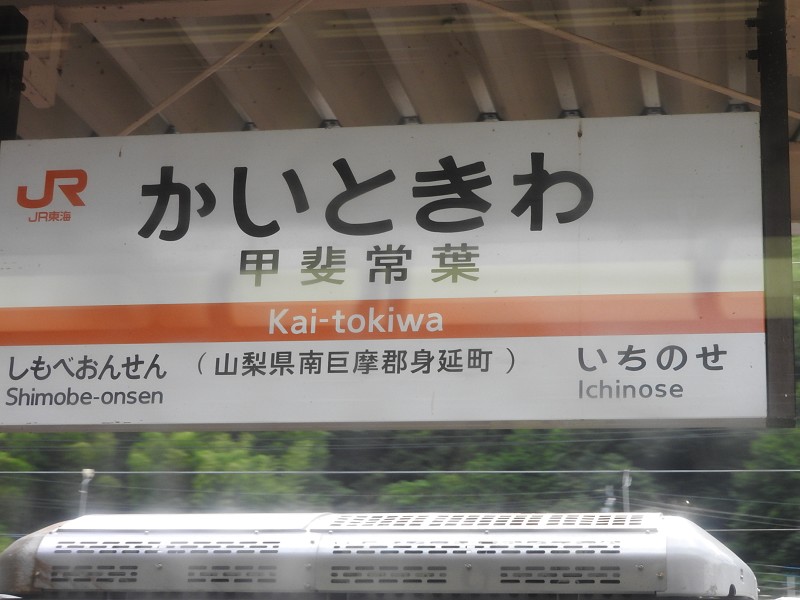 JR
JR東海
かいときわ
甲斐常葉
Kai-tokiwa
しもべおんせん
Shimobe-onsen
(山梨県南巨摩郡身延町)
いちのせ
Ichinose